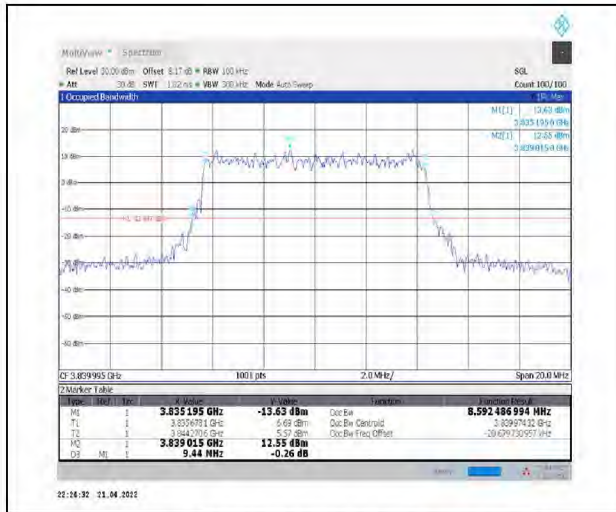 MultiView Spectrum
Ref Level 30.00 dBm Offset 8.17 dB RBW 100 kHz SGL
Att 30 dB SWT 1.02 ms VBW 300 kHz Mode Auto Sweep Count 100/100
1 Occupied Bandwidth
M1[1] -13.63 dBm
3.835195 0 GHz
M2[1] 12.55 dBm
3.839015 0 GHz
20 dBm
10 dBm
0 dBm
-10 dBm
-20 dBm
-30 dBm
-40 dBm
-50 dBm
-60 dBm
CF 3.839995 GHz 1001 pts 2.0 MHz/ Span 20.0 MHz
2 Marker Table
Type Ref Trc X-Value Y-Value Function Function Result
M1 1 3.835195 GHz -13.63 dBm Occ Bw 8.592 486 994 MHz
T1 1 3.8356781 GHz 6.69 dBm Occ Bw Centroid 3.83997432 GHz
T2 1 3.8442706 GHz 5.57 dBm Occ Bw Freq Offset -20.679730957 kHz
M2 1 3.839015 GHz 12.55 dBm
D3 M1 1 9.44 MHz -0.26 dB
22:26:32 21.04.2022